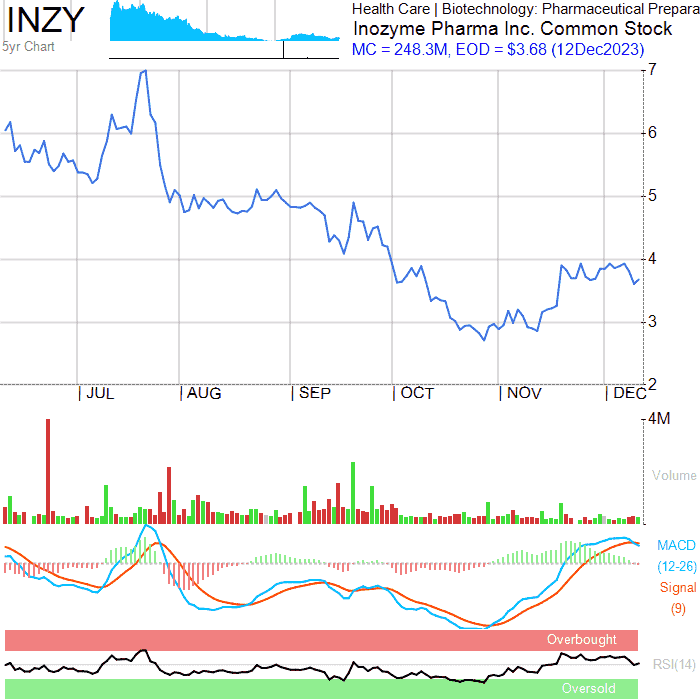 INZY
5yr Chart
Health Care | Biotechnology: Pharmaceutical Prepara
Inozyme Pharma Inc. Common Stock
MC = 248.3M, EOD = $3.68 (12Dec2023)
7
6
5
4
3
2
JUL
AUG
SEP
OCT
NOV
DEC
4M
Volume
MACD
(12-26)
Signal
(9)
Overbought
RSI(14)
Oversold